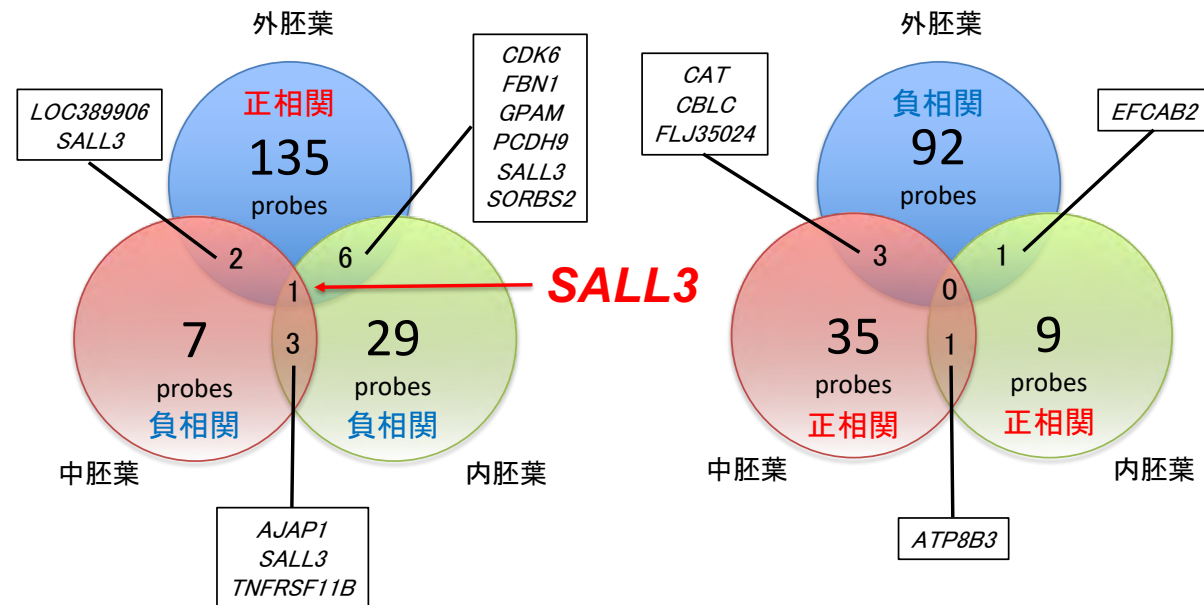 外胚葉
正相関
135
probes
LOC389906
SALL3
CDK6
FBN1
GPAM
PCDH9
SALL3
SORBS2
2
6
1
SALL3
3
7
probes
負相関
29
probes
負相関
中胚葉
内胚葉
AJAP1
SALL3
TNFRSF11B
外胚葉
負相関
92
probes
CAT
CBLC
FLJ35024
EFCAB2
3
1
0
1
35
probes
正相関
9
probes
正相関
中胚葉
内胚葉
ATP8B3